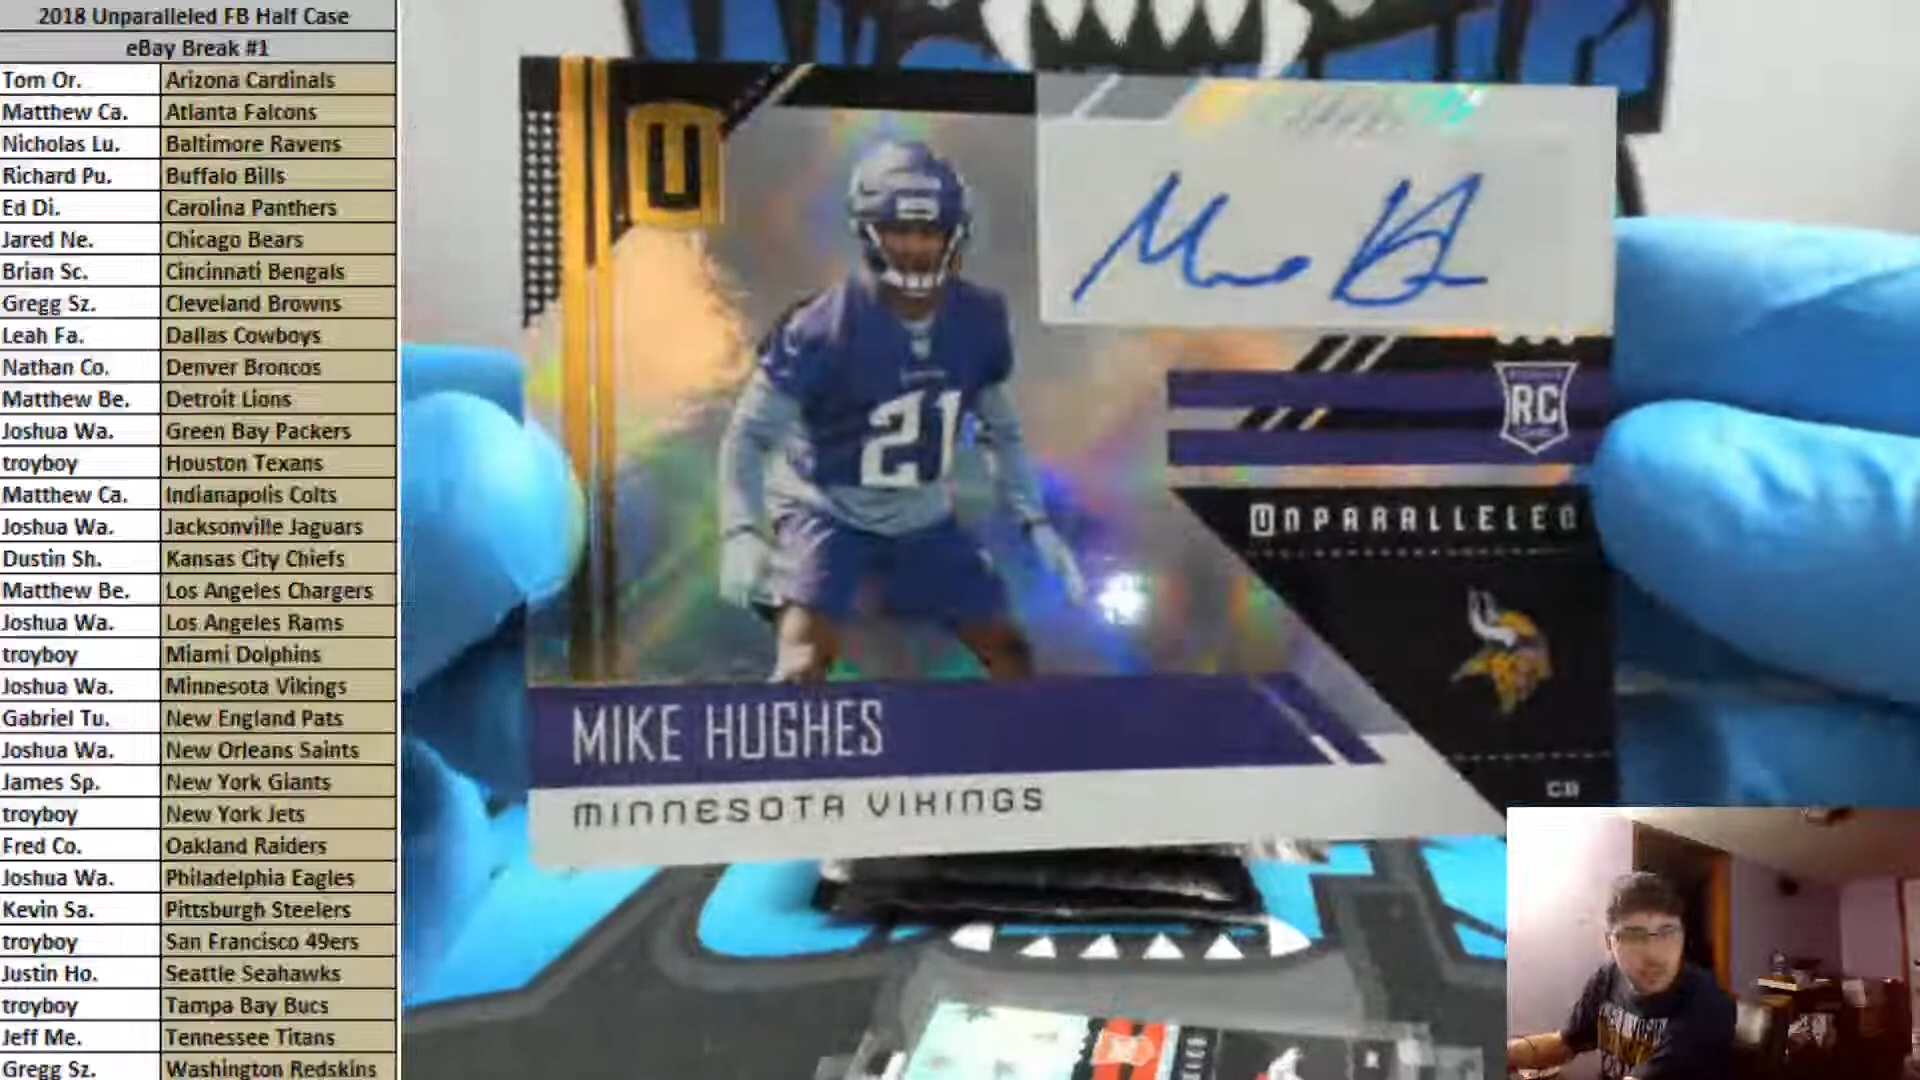 2018 Unparalleled FB Half Case
eBay Break #1
Tom Or. Arizona Cardinals
Matthew Ca. Atlanta Falcons
Nicholas Lu. Baltimore Ravens
Richard Pu. Buffalo Bills
Ed Di. Carolina Panthers
Jared Ne. Chicago Bears
Brian Sc. Cincinnati Bengals
Gregg Sz. Cleveland Browns
Leah Fa. Dallas Cowboys
Nathan Co. Denver Broncos
Matthew Be. Detroit Lions
Joshua Wa. Green Bay Packers
troyboy Houston Texans
Matthew Ca. Indianapolis Colts
Joshua Wa. Jacksonville Jaguars
Dustin Sh. Kansas City Chiefs
Matthew Be. Los Angeles Chargers
Joshua Wa. Los Angeles Rams
troyboy Miami Dolphins
Joshua Wa. Minnesota Vikings
Gabriel Tu. New England Pats
Joshua Wa. New Orleans Saints
James Sp. New York Giants
troyboy New York Jets
Fred Co. Oakland Raiders
Joshua Wa. Philadelphia Eagles
Kevin Sa. Pittsburgh Steelers
troyboy San Francisco 49ers
Justin Ho. Seattle Seahawks
troyboy Tampa Bay Bucs
Jeff Me. Tennessee Titans
Gregg Sz. Washington Redskins
U
21
RC
UNPARALLELED
CB
MIKE HUGHES
MINNESOTA VIKINGS